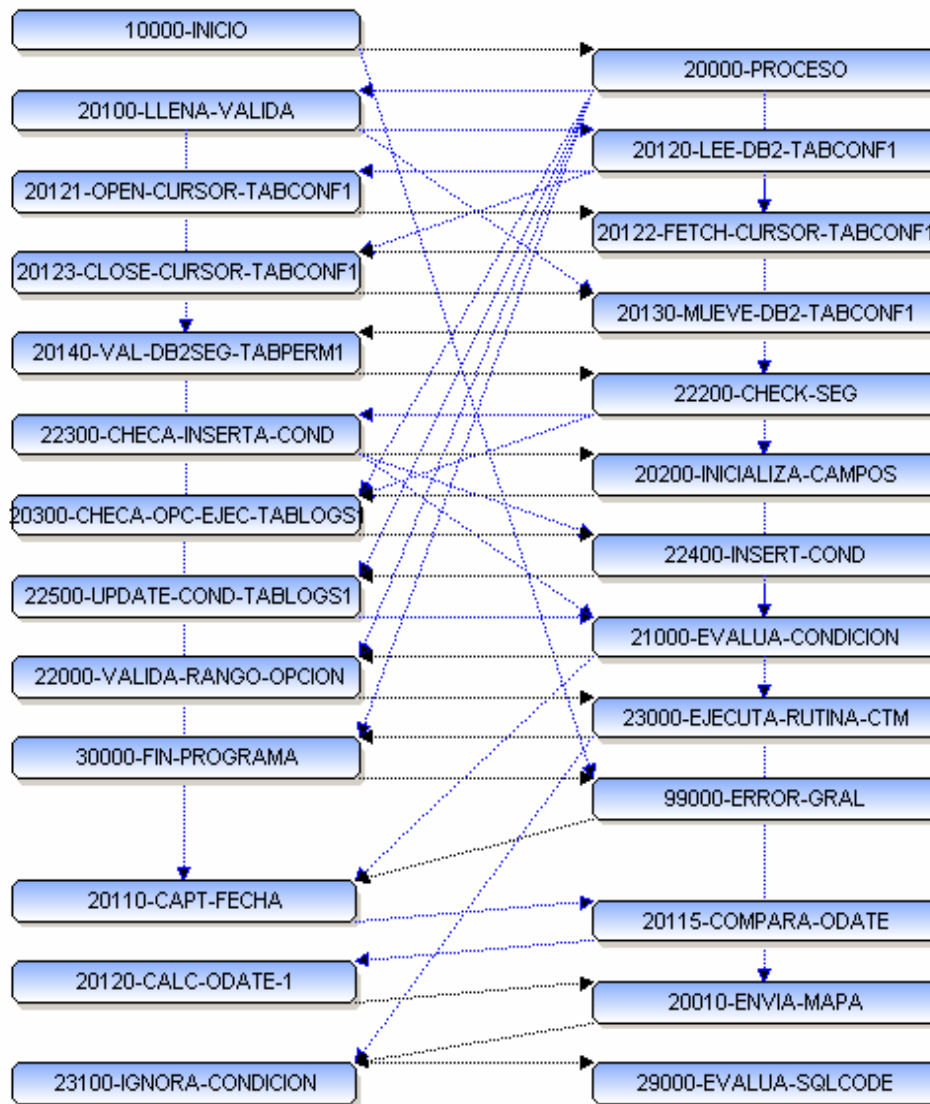 10000-INICIO
20000-PROCESO
20100-LLENA-VALIDA
20120-LEE-DB2-TABCONF1
20121-OPEN-CURSOR-TABCONF1
20122-FETCH-CURSOR-TABCONF1
20123-CLOSE-CURSOR-TABCONF1
20130-MUEVE-DB2-TABCONF1
20140-VAL-DB2SEG-TABPERM1
22200-CHECK-SEG
22300-CHECA-INSERTA-COND
20200-INICIALIZA-CAMPOS
20300-CHECA-OPC-EJEC-TABLOGS1
22400-INSERT-COND
22500-UPDATE-COND-TABLOGS1
21000-EVALUA-CONDICION
22000-VALIDA-RANGO-OPCION
23000-EJECUTA-RUTINA-CTM
30000-FIN-PROGRAMA
99000-ERROR-GRAL
20110-CAPT-FECHA
20115-COMPARA-ODATE
20120-CALC-ODATE-1
20010-ENVIA-MAPA
23100-IGNORA-CONDICION
29000-EVALUA-SQLCODE